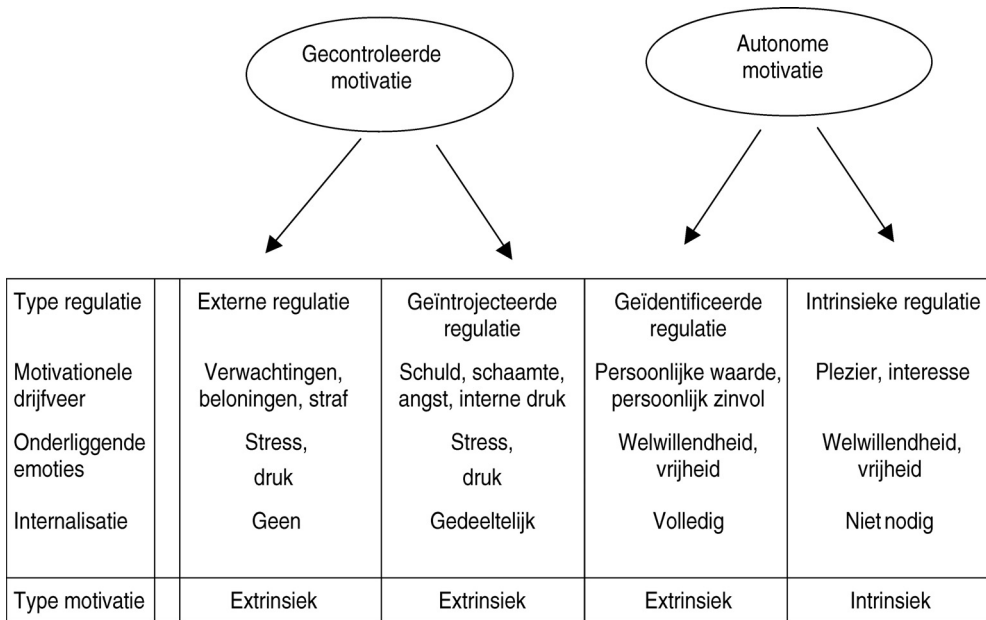 Gecontroleerde
motivatie
Autonome
motivatie
Type regulatie
Externe regulatie
Geïntrojecteerde
regulatie
Geïdentificeerde
regulatie
Intrinsieke regulatie
Motivationele
drijfveer
Verwachtingen,
beloningen, straf
Schuld, schaamte,
angst, interne druk
Persoonlijke waarde,
persoonlijk zinvol
Plezier, interesse
Onderliggende
emoties
Stress,
druk
Stress,
druk
Welwillendheid,
vrijheid
Welwillendheid,
vrijheid
Internalisatie
Geen
Gedeeltelijk
Volledig
Niet nodig
Type motivatie
Extrinsiek
Extrinsiek
Extrinsiek
Intrinsiek